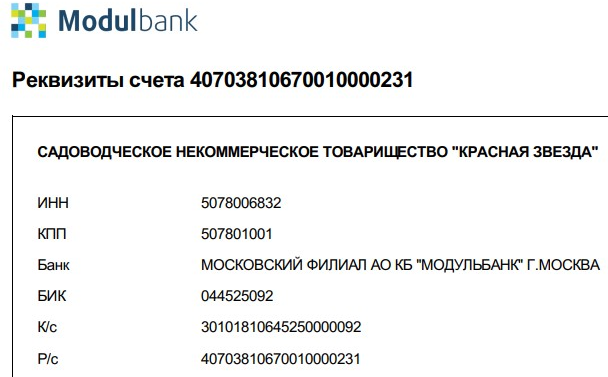 Modulbank
Реквизиты счета 40703810670010000231
САДОВОДЧЕСКОЕ НЕКОММЕРЧЕСКОЕ ТОВАРИЩЕСТВО "КРАСНАЯ ЗВЕЗДА"
ИНН 5078006832
КПП 507801001
Банк МОСКОВСКИЙ ФИЛИАЛ АО КБ "МОДУЛЬБАНК" Г.МОСКВА
БИК 044525092
К/с 30101810645250000092
Р/с 40703810670010000231